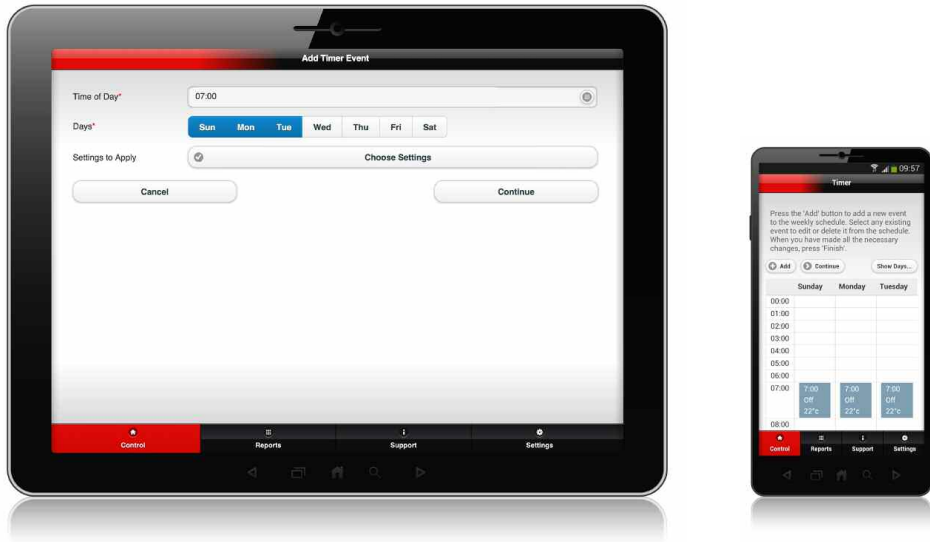 Add Timer Event
Time of Day* 07:00
Days* Sun Mon Tue Wed Thu Fri Sat
Settings to Apply Choose Settings
Cancel Continue
Control Reports Support Settings
09:57
Timer
Press the 'Add' button to add a new event
to the weekly schedule. Select any existing
event to edit or delete it from the schedule.
When you have made all the necessary
changes, press 'Finish'.
Add Continue Show Days...
Sunday Monday Tuesday
00:00
01:00
02:00
03:00
04:00
05:00
06:00
07:00 7:00 7:00 7:00
Off Off Off
22°c 22°c 22°c
08:00
Control Reports Support Settings